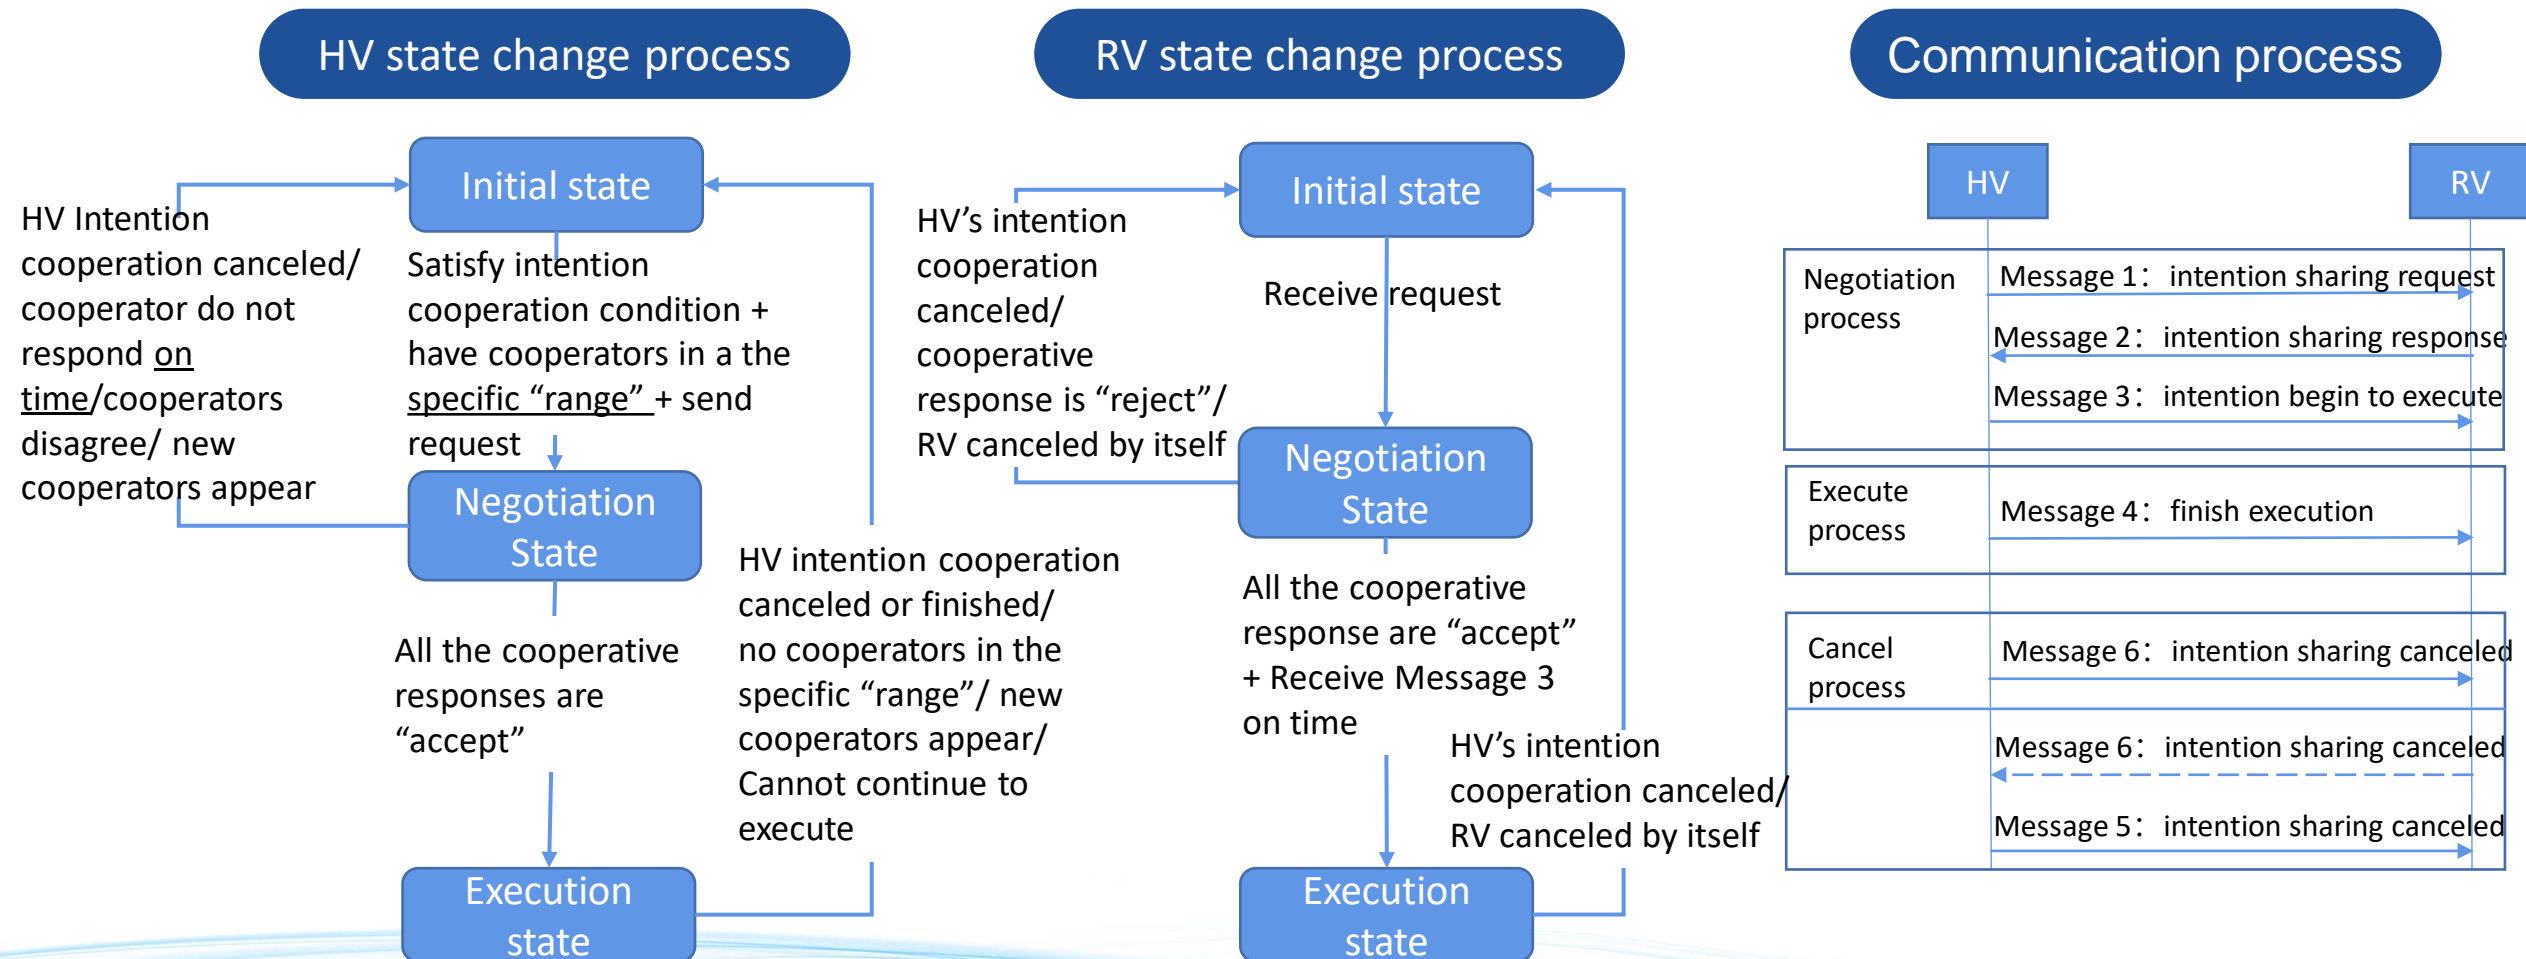 HV state change process
Initial state
HV Intention
cooperation canceled/
cooperator do not
respond on
time/cooperators
disagree/ new
cooperators appear
Satisfy intention
cooperation condition +
have cooperators in a the
specific “range” + send
request
Negotiation
State
All the cooperative
responses are
“accept”
HV intention cooperation
canceled or finished/
no cooperators in the
specific “range”/ new
cooperators appear/
Cannot continue to
execute
Execution
state
RV state change process
Initial state
HV’s intention
cooperation
canceled/
cooperative
response is “reject”/
RV canceled by itself
Receive request
Negotiation
State
All the cooperative
response are “accept”
+ Receive Message 3
on time
HV’s intention
cooperation canceled/
RV canceled by itself
Execution
state
Communication process
HV
RV
Negotiation
process
Message 1：intention sharing request
Message 2：intention sharing response
Message 3：intention begin to execute
Execute
process
Message 4：finish execution
Cancel
process
Message 6：intention sharing canceled
Message 6：intention sharing canceled
Message 5：intention sharing canceled